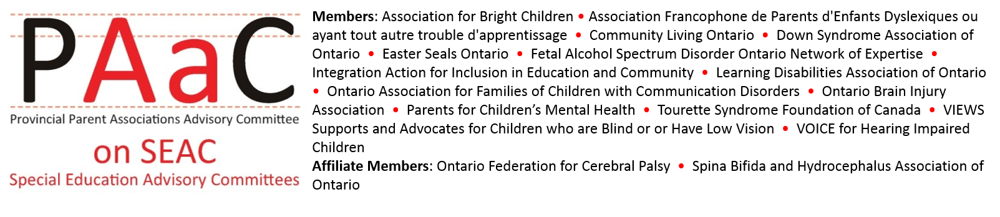 PAaC
Provincial Parent Associations Advisory Committee
on SEAC
Special Education Advisory Committees
Members: Association for Bright Children • Association Francophone de Parents d'Enfants Dyslexiques ou
ayant tout autre trouble d'apprentissage • Community Living Ontario • Down Syndrome Association of
Ontario • Easter Seals Ontario • Fetal Alcohol Spectrum Disorder Ontario Network of Expertise •
Integration Action for Inclusion in Education and Community • Learning Disabilities Association of Ontario
• Ontario Association for Families of Children with Communication Disorders • Ontario Brain Injury
Association • Parents for Children’s Mental Health • Tourette Syndrome Foundation of Canada • VIEWS
Supports and Advocates for Children who are Blind or or Have Low Vision • VOICE for Hearing Impaired
Children
Affiliate Members: Ontario Federation for Cerebral Palsy • Spina Bifida and Hydrocephalus Association of
Ontario